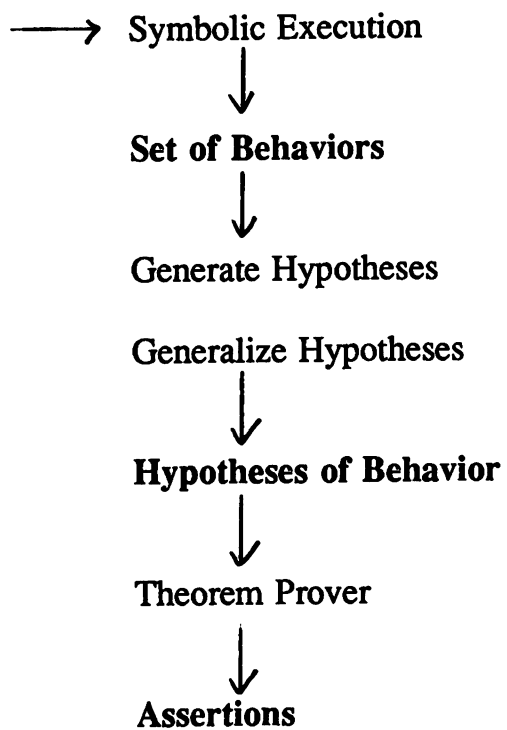 Symbolic Execution
Set of Behaviors
Generate Hypotheses
Generalize Hypotheses
Hypotheses of Behavior
Theorem Prover
Assertions